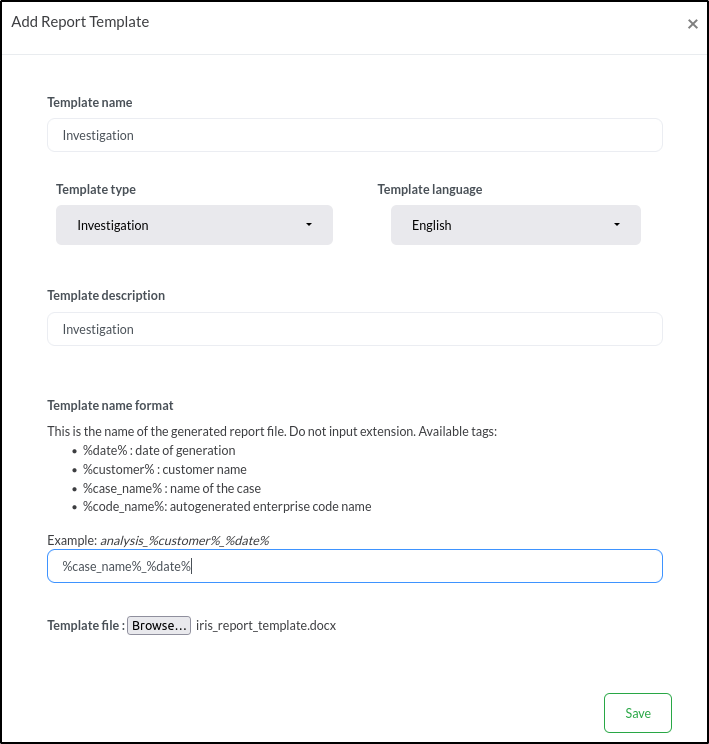 Add Report Template
×
Template name
Investigation
Template type
Template language
Investigation
English
Template description
Investigation
Template name format
This is the name of the generated report file. Do not input extension. Available tags:
• %date% : date of generation
• %customer% : customer name
• %case_name% : name of the case
• %code_name%: autogenerated enterprise code name
Example: analysis_%customer%_%date%
%case_name%_%date%
Template file : Browse... iris_report_template.docx
Save